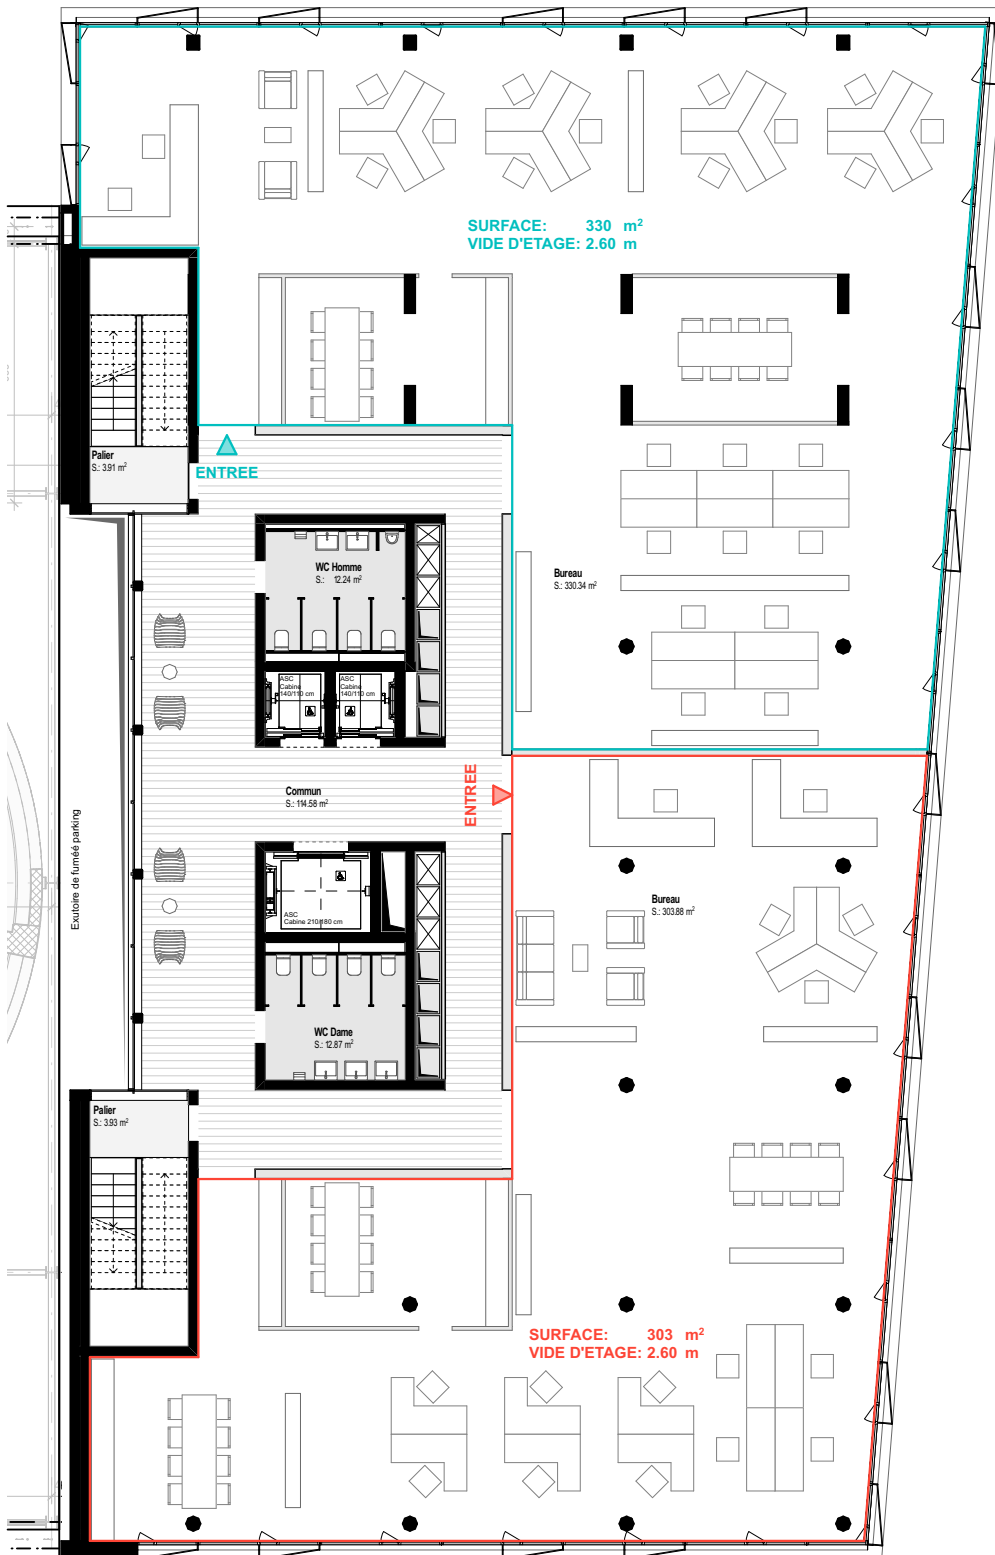 SURFACE: 330 m²
VIDE D'ETAGE: 2.60 m
Palier
S.: 3.91 m²
ENTREE
WC Homme
S.: 12.24 m²
Bureau
S.: 330.34 m²
ASC
Cabine
140/110 cm
ASC
Cabine
140/110 cm
ENTREE
Commun
S.: 114.58 m²
Exutoire de fuméé parking
Bureau
S.: 303.88 m²
ASC
Cabine 210/180 cm
WC Dame
S.: 12.87 m²
Palier
S.: 3.93 m²
SURFACE: 303 m²
VIDE D'ETAGE: 2.60 m